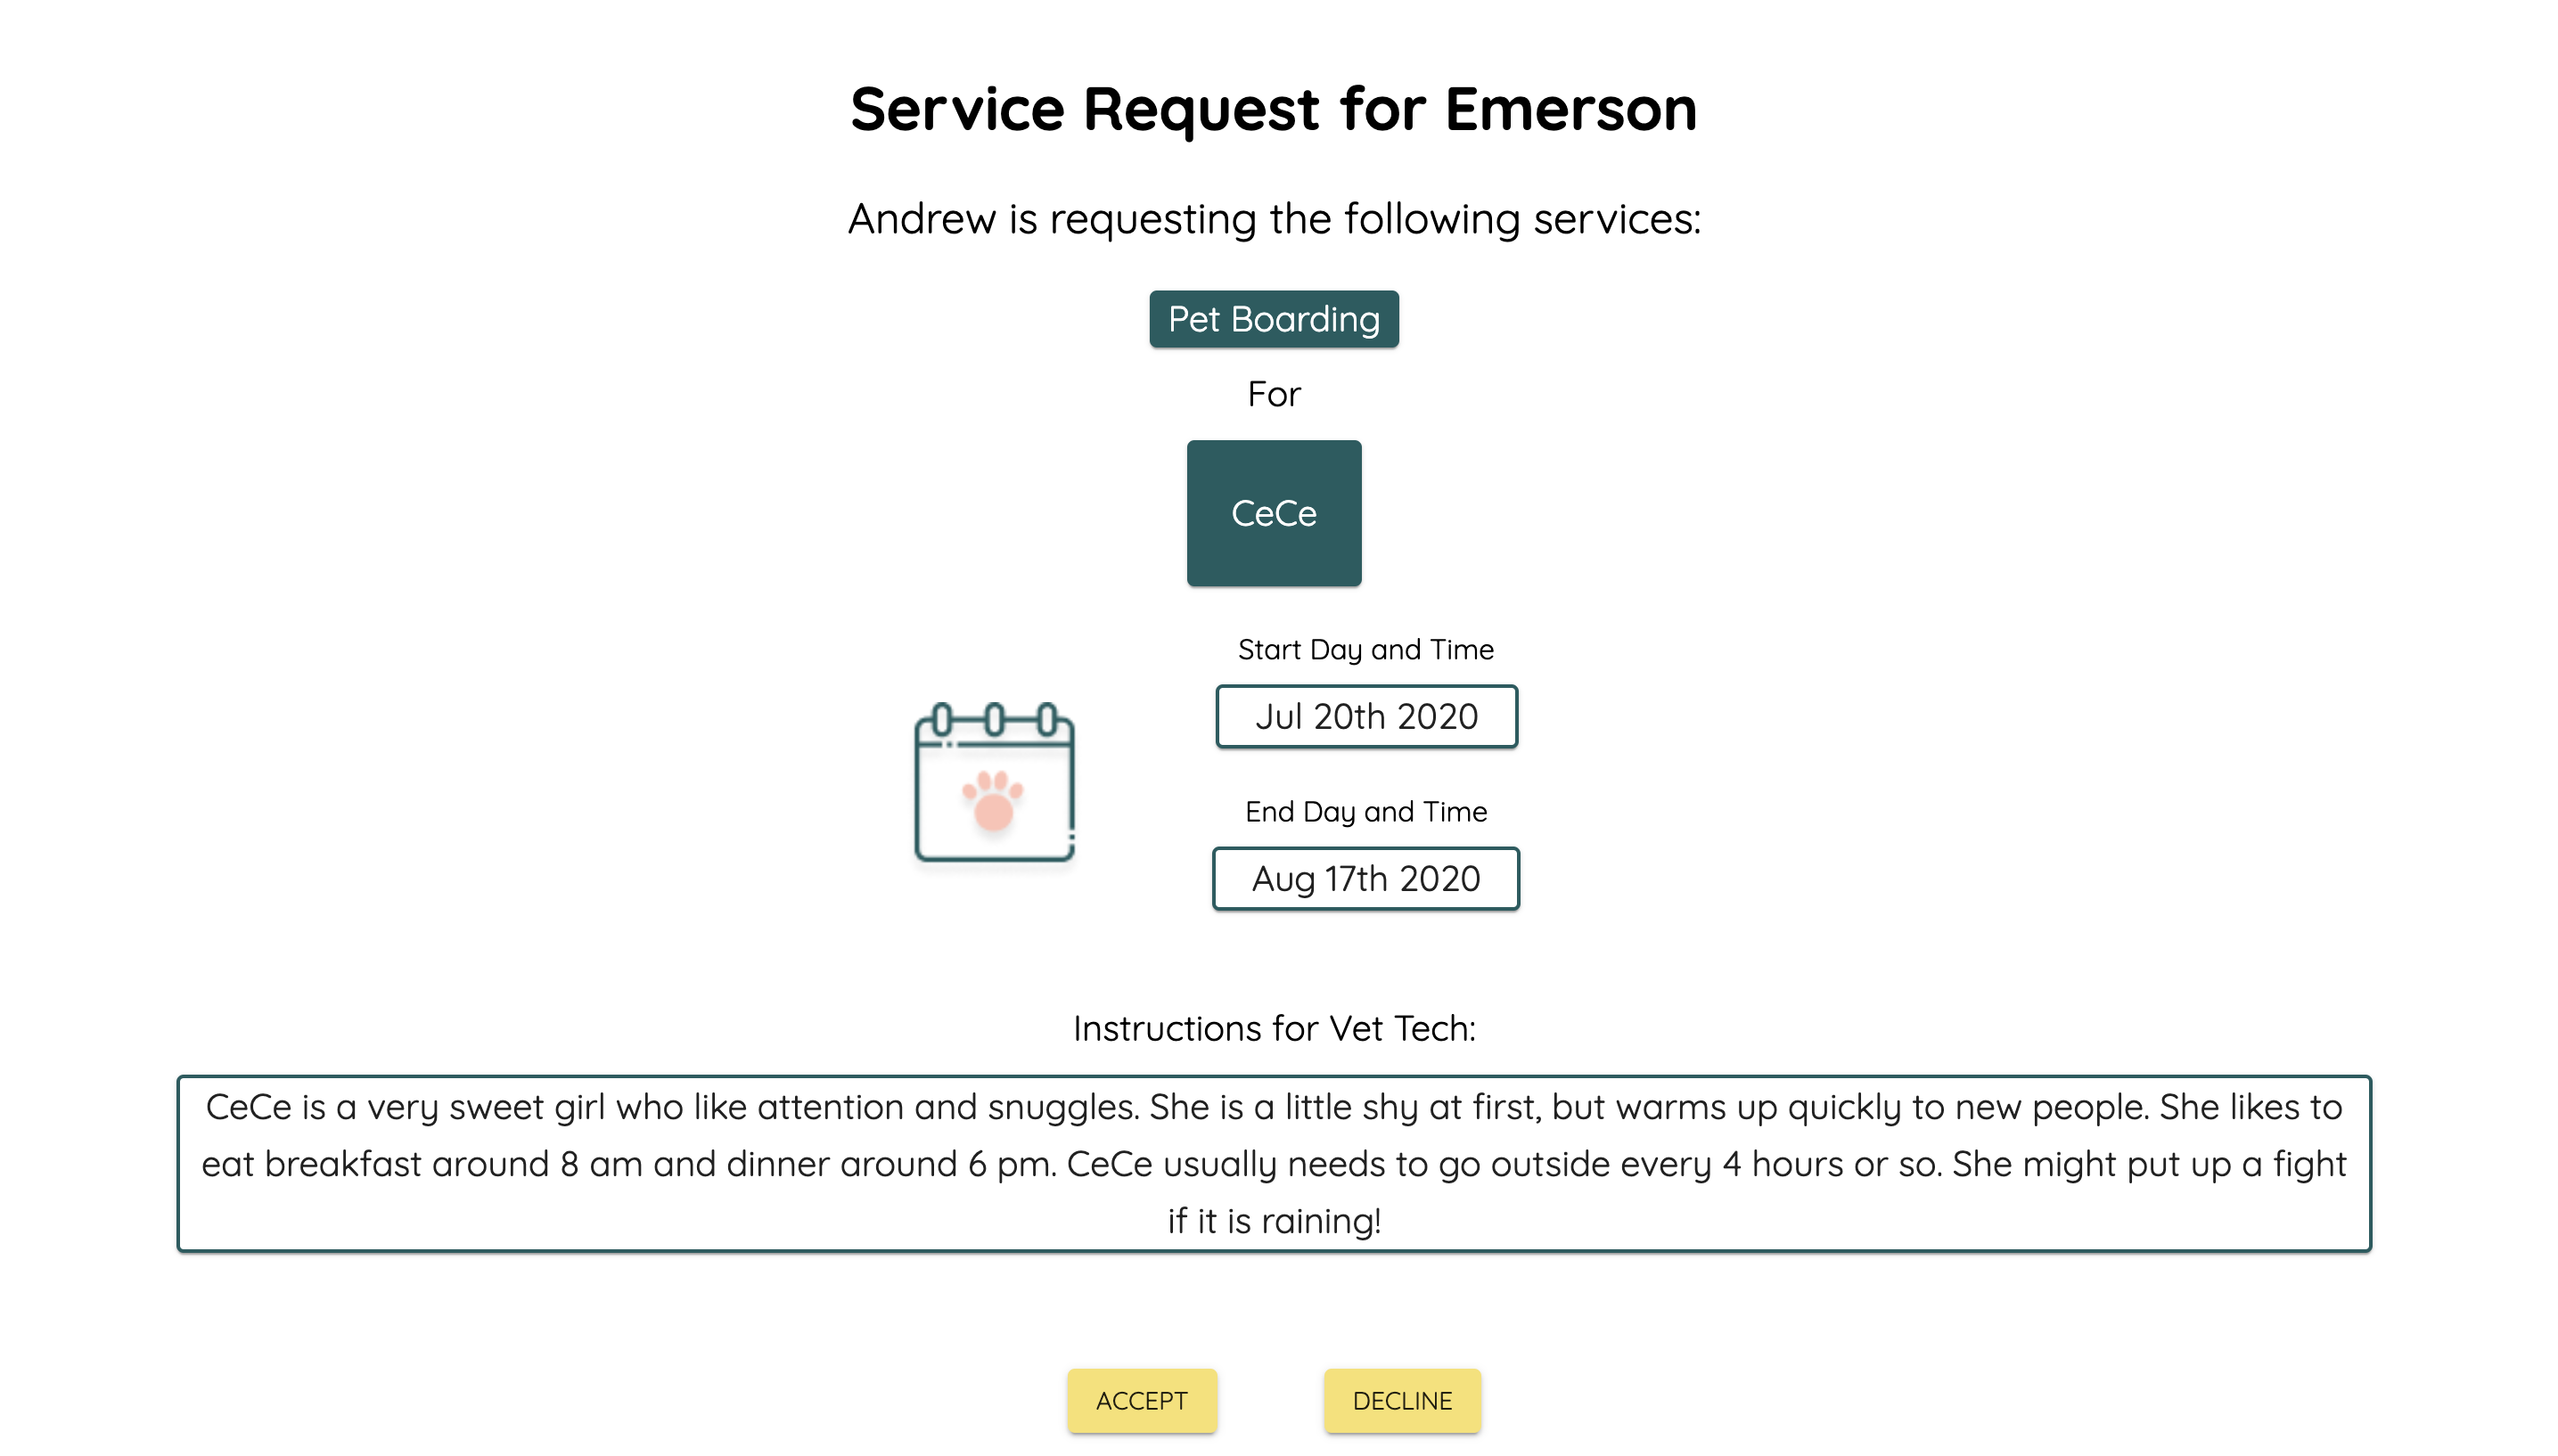 Service Request for Emerson
Andrew is requesting the following services:
Pet Boarding
For
CeCe
Start Day and Time
Jul 20th 2020
End Day and Time
Aug 17th 2020
Instructions for Vet Tech:
CeCe is a very sweet girl who like attention and snuggles. She is a little shy at first, but warms up quickly to new people. She likes to
eat breakfast around 8 am and dinner around 6 pm. CeCe usually needs to go outside every 4 hours or so. She might put up a fight
if it is raining!
ACCEPT
DECLINE